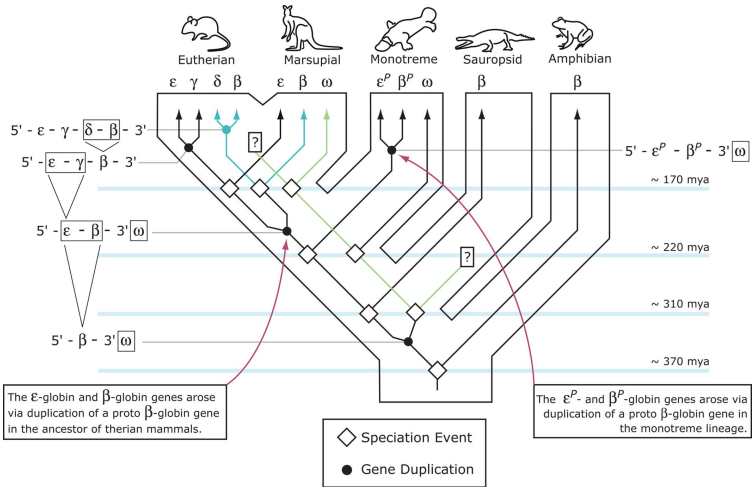 Eutherian Marsupial Monotreme Sauropsid Amphibian
ε γ δ β ε β ω εᴾ βᴾ ω β β
5' - ε - γ - δ - β - 3'
?
5' - ε - γ - β - 3'
5' - εᴾ - βᴾ - 3' ω
~ 170 mya
5' - ε - β - 3' ω
~ 220 mya
?
~ 310 mya
5' - β - 3' ω
~ 370 mya
The ε-globin and β-globin genes arose
via duplication of a proto β-globin gene
in the ancestor of therian mammals.
The εᴾ- and βᴾ-globin genes arose via
duplication of a proto β-globin gene in
the monotreme lineage.
Speciation Event
Gene Duplication